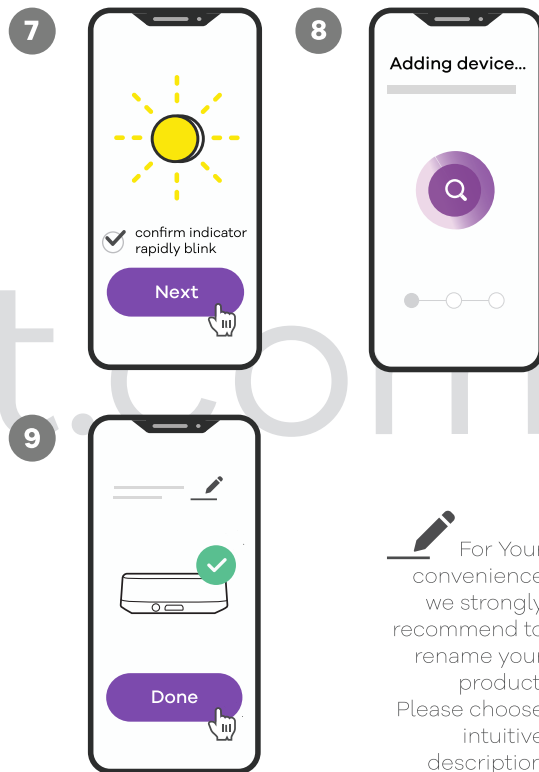 7
confirm indicator
rapidly blink
Next
8
Adding device...
t.com
9
Done
For Your
convenience
we strongly
recommend to
rename your
product
Please choose
intuitive
description